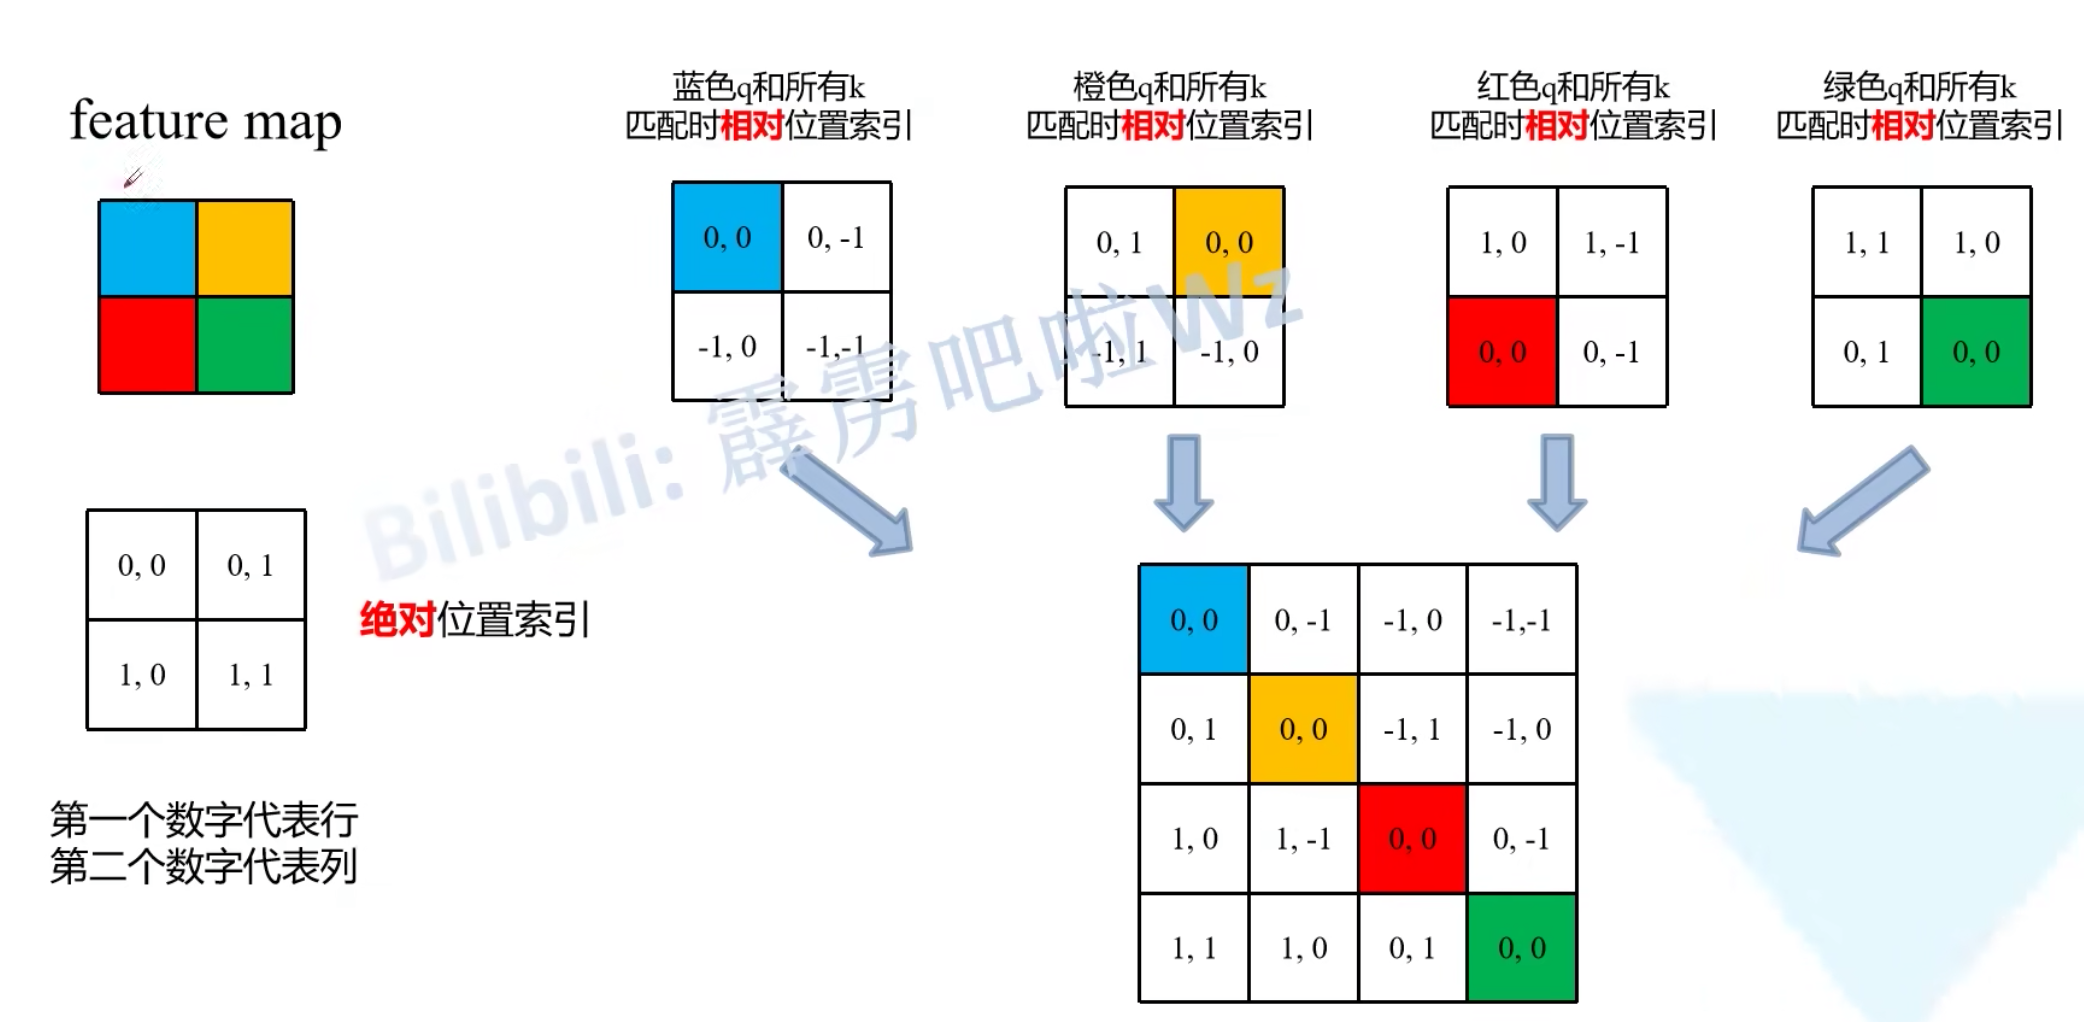 feature map
蓝色q和所有k
匹配时相对位置索引
橙色q和所有k
匹配时相对位置索引
红色q和所有k
匹配时相对位置索引
绿色q和所有k
匹配时相对位置索引
0, 0 0, -1
-1, 0 -1,-1
0, 1 0, 0
-1, 1 -1, 0
1, 0 1, -1
0, 0 0, -1
1, 1 1, 0
0, 1 0, 0
Bilibili: 霹雳吧啦Wz
0, 0 0, 1
1, 0 1, 1
绝对位置索引
第一个数字代表行
第二个数字代表列
0, 0 0, -1 -1, 0 -1,-1
0, 1 0, 0 -1, 1 -1, 0
1, 0 1, -1 0, 0 0, -1
1, 1 1, 0 0, 1 0, 0